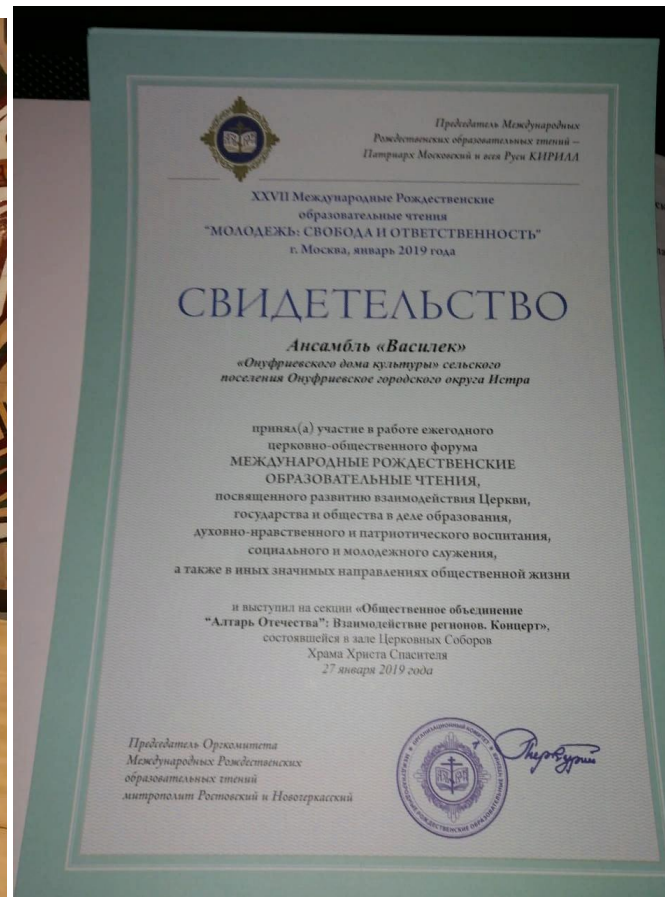 Председатель Международных
Рождественских образовательных чтений –
Патриарх Московский и всея Руси КИРИЛЛ
XXVII Международные Рождественские
образовательные чтения
"МОЛОДЕЖЬ: СВОБОДА И ОТВЕТСТВЕННОСТЬ"
г. Москва, январь 2019 года
СВИДЕТЕЛЬСТВО
Ансамбль «Василек»
«Онуфриевского дома культуры» сельского
поселения Онуфриевское городского округа Истра
принял(а) участие в работе ежегодного
церковно-общественного форума
МЕЖДУНАРОДНЫЕ РОЖДЕСТВЕНСКИЕ
ОБРАЗОВАТЕЛЬНЫЕ ЧТЕНИЯ,
посвященного развитию взаимодействия Церкви,
государства и общества в деле образования,
духовно-нравственного и патриотического воспитания,
социального и молодежного служения,
а также в иных значимых направлениях общественной жизни
и выступил на секции «Общественное объединение
"Алтарь Отечества": Взаимодействие регионов. Концерт»,
состоявшейся в зале Церковных Соборов
Храма Христа Спасителя
27 января 2019 года
Председатель Оргкомитета
Международных Рождественских
образовательных чтений
митрополит Ростовский и Новочеркасский
ОРГАНИЗАЦИОННЫЙ КОМИТЕТ
РОЖДЕСТВЕНСКИЕ ОБРАЗОВАТЕЛЬНЫЕ
Меркурий